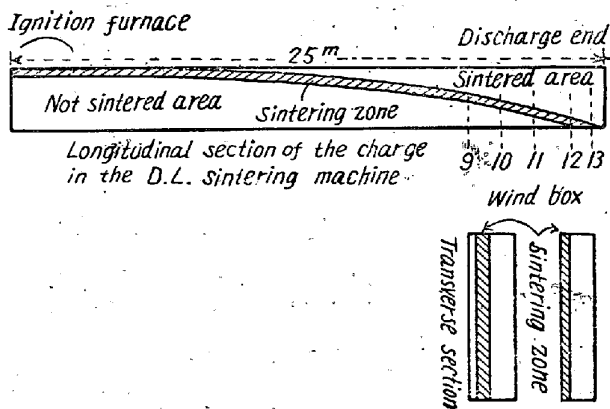 Ignition furnace
25 m
Discharge end
Sintered area
Not sintered area
Sintering zone
Longitudinal section of the charge
in the D.L. sintering machine
9 10 11 12 13
Wind box
Transverse section
Sintering zone